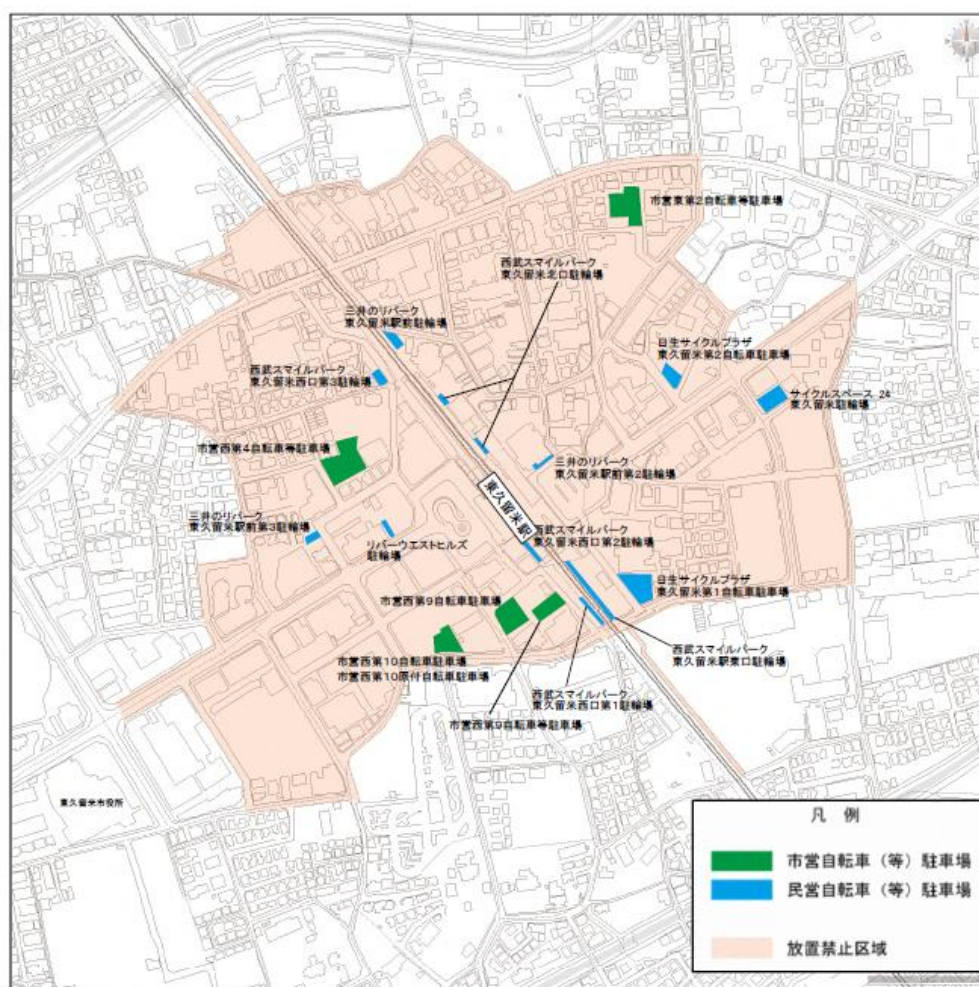 市営東第2自転車等駐車場
西武スマイルパーク
東久留米北口駐輪場
三井のリパーク
東久留米駅前駐輪場
西武スマイルパーク
東久留米西口第3駐輪場
日生サイクルプラザ
東久留米第2自転車駐車場
サイクルスペース 24
東久留米駐輪場
市営西第4自転車等駐車場
三井のリパーク
東久留米駅前第2駐輪場
東久留米駅
三井のリパーク
東久留米駅前第3駐輪場
リバーウエストヒルズ
駐輪場
西武スマイルパーク
東久留米西口第2駐輪場
日生サイクルプラザ
東久留米第1自転車駐車場
市営西第9自転車駐車場
西武スマイルパーク
東久留米駅東口駐輪場
市営西第10自転車駐車場
市営西第10原付自転車駐車場
西武スマイルパーク
東久留米西口第1駐輪場
市営西第9自転車等駐車場
東久留米市役所
凡 例
市営自転車（等）駐車場
民営自転車（等）駐車場
放置禁止区域